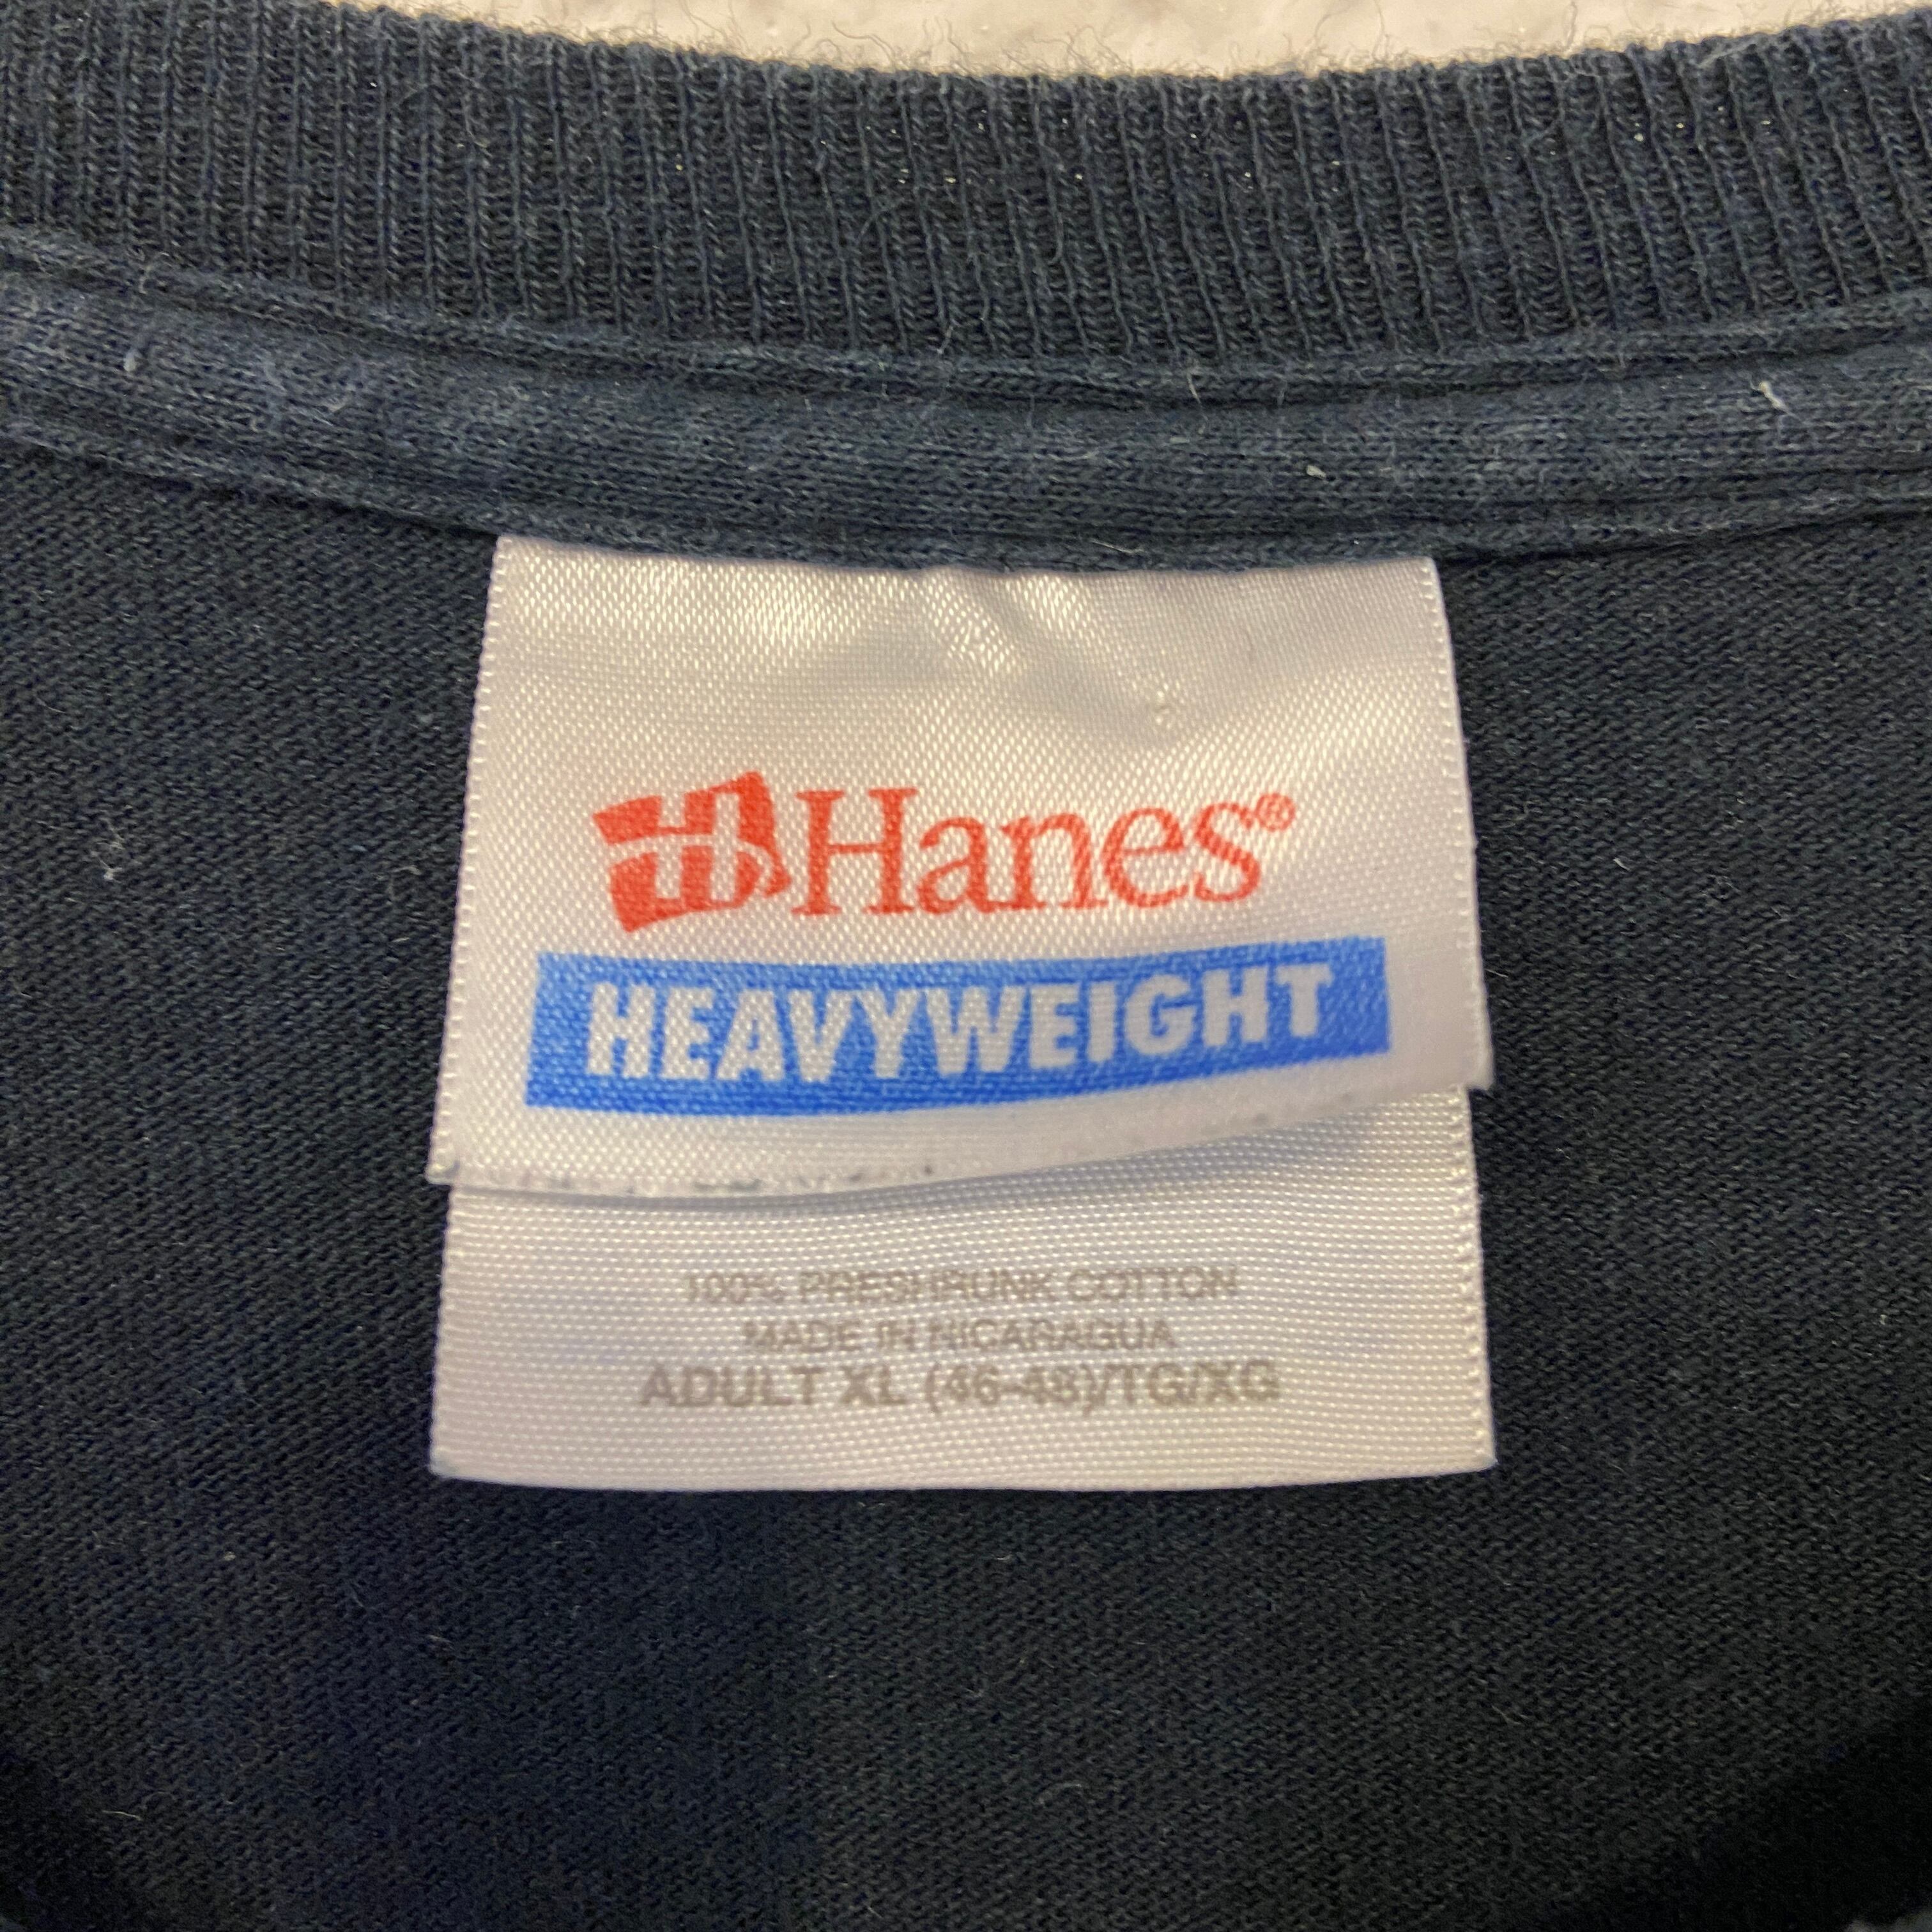 Hanes®
HEAVYWEIGHT
100% PRESHRUNK COTTON
MADE IN NICARAGUA
ADULT XL (46-48)/TG/XG